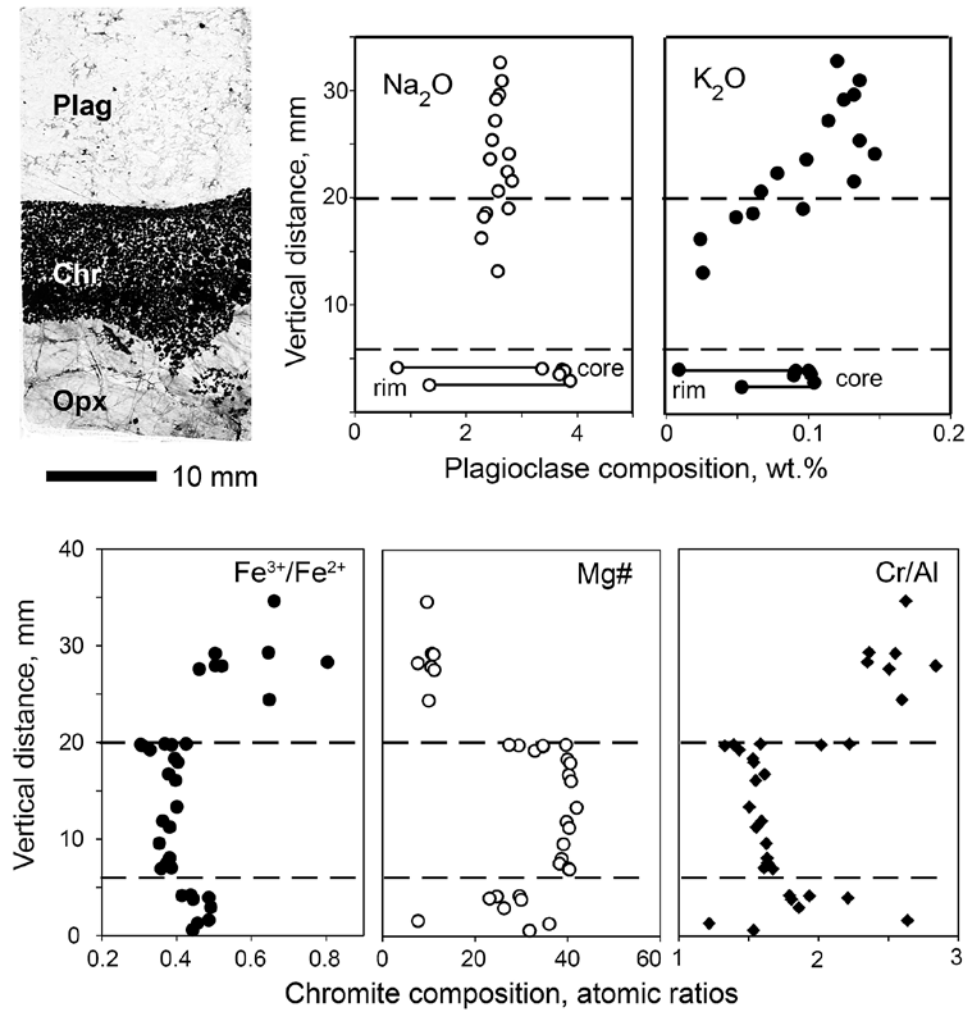 Plag
Chr
Opx
10 mm
Na₂O
K₂O
Vertical distance, mm
30
20
10
rim
core
rim
core
0
2
4
0
0.1
0.2
Plagioclase composition, wt.%
Fe³⁺/Fe²⁺
Mg#
Cr/Al
Vertical distance, mm
40
30
20
10
0
0.2
0.4
0.6
0.8
0
20
40
60
1
2
3
Chromite composition, atomic ratios